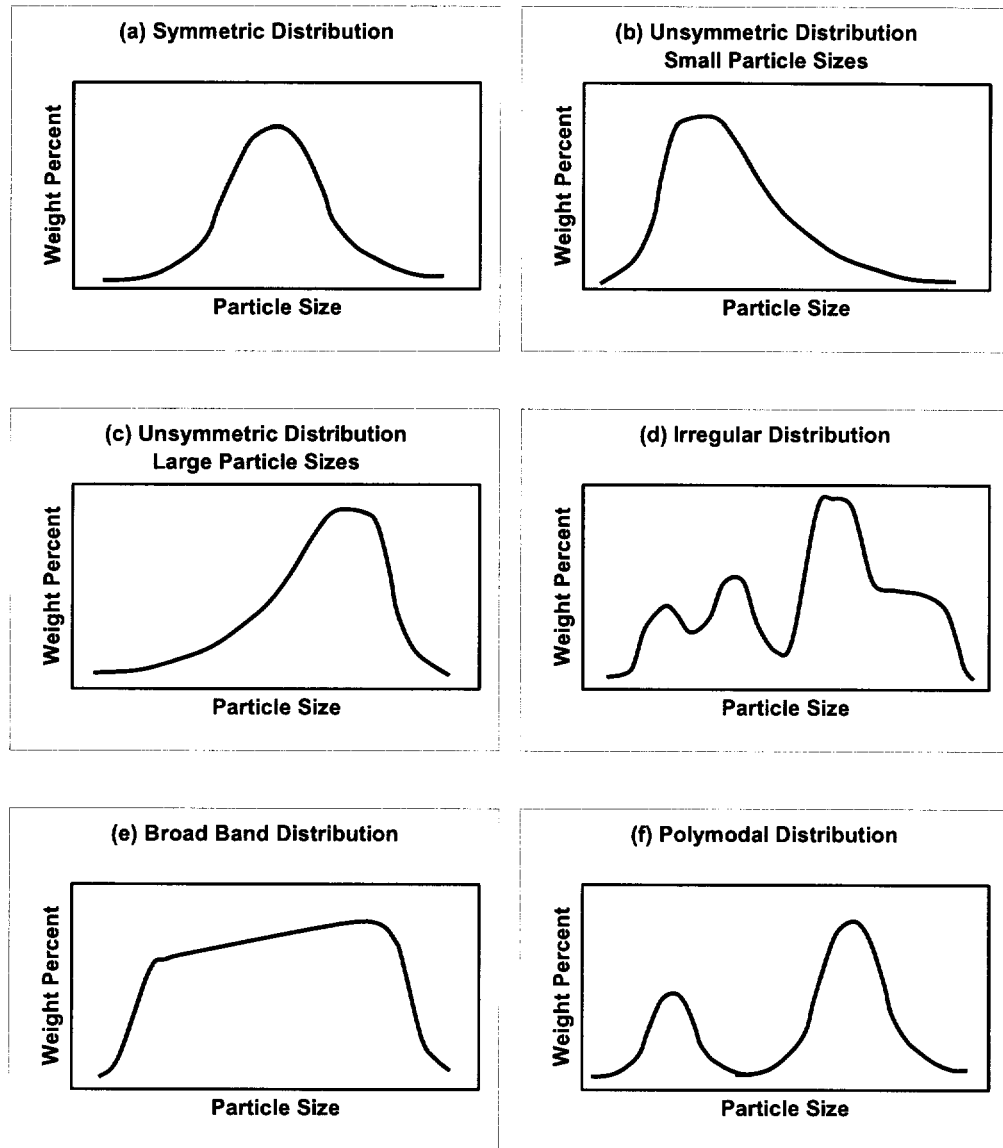 (a) Symmetric Distribution
Weight Percent
Particle Size
(b) Unsymmetric Distribution
Small Particle Sizes
Weight Percent
Particle Size
(c) Unsymmetric Distribution
Large Particle Sizes
Weight Percent
Particle Size
(d) Irregular Distribution
Weight Percent
Particle Size
(e) Broad Band Distribution
Weight Percent
Particle Size
(f) Polymodal Distribution
Weight Percent
Particle Size